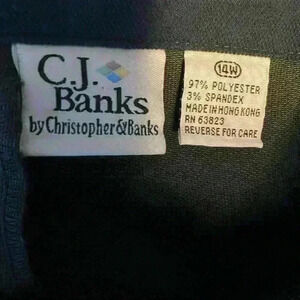 C.J.
Banks
by Christopher & Banks
14W
97% POLYESTER
3% SPANDEX
MADE IN HONG KONG
RN 63823
REVERSE FOR CARE